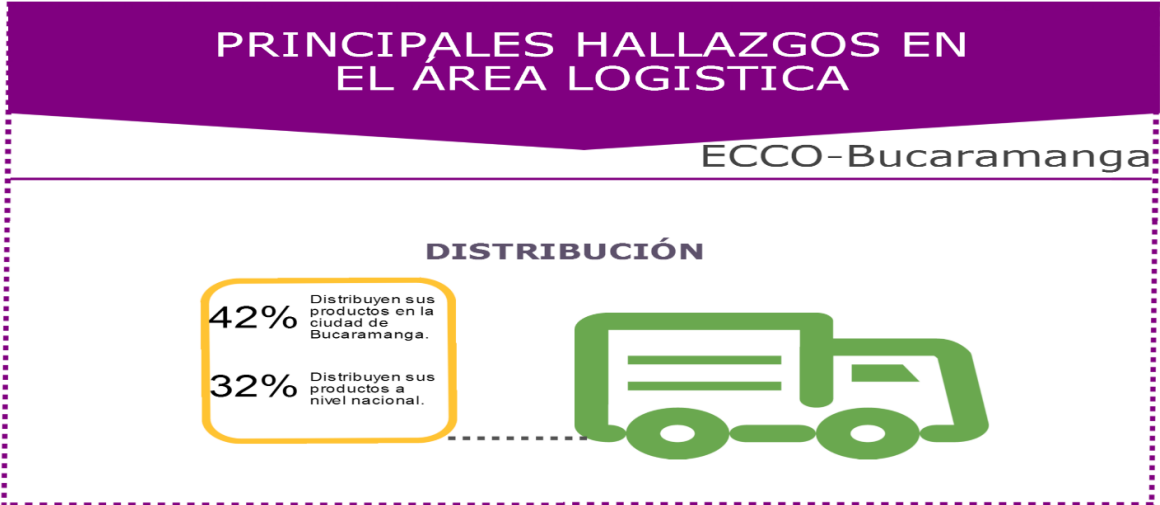 PRINCIPALES HALLAZGOS EN
EL ÁREA LOGISTICA
ECCO-Bucaramanga
DISTRIBUCIÓN
42%
Distribuyen sus
productos en la
ciudad de
Bucaramanga.
32%
Distribuyen sus
productos a
nivel nacional.